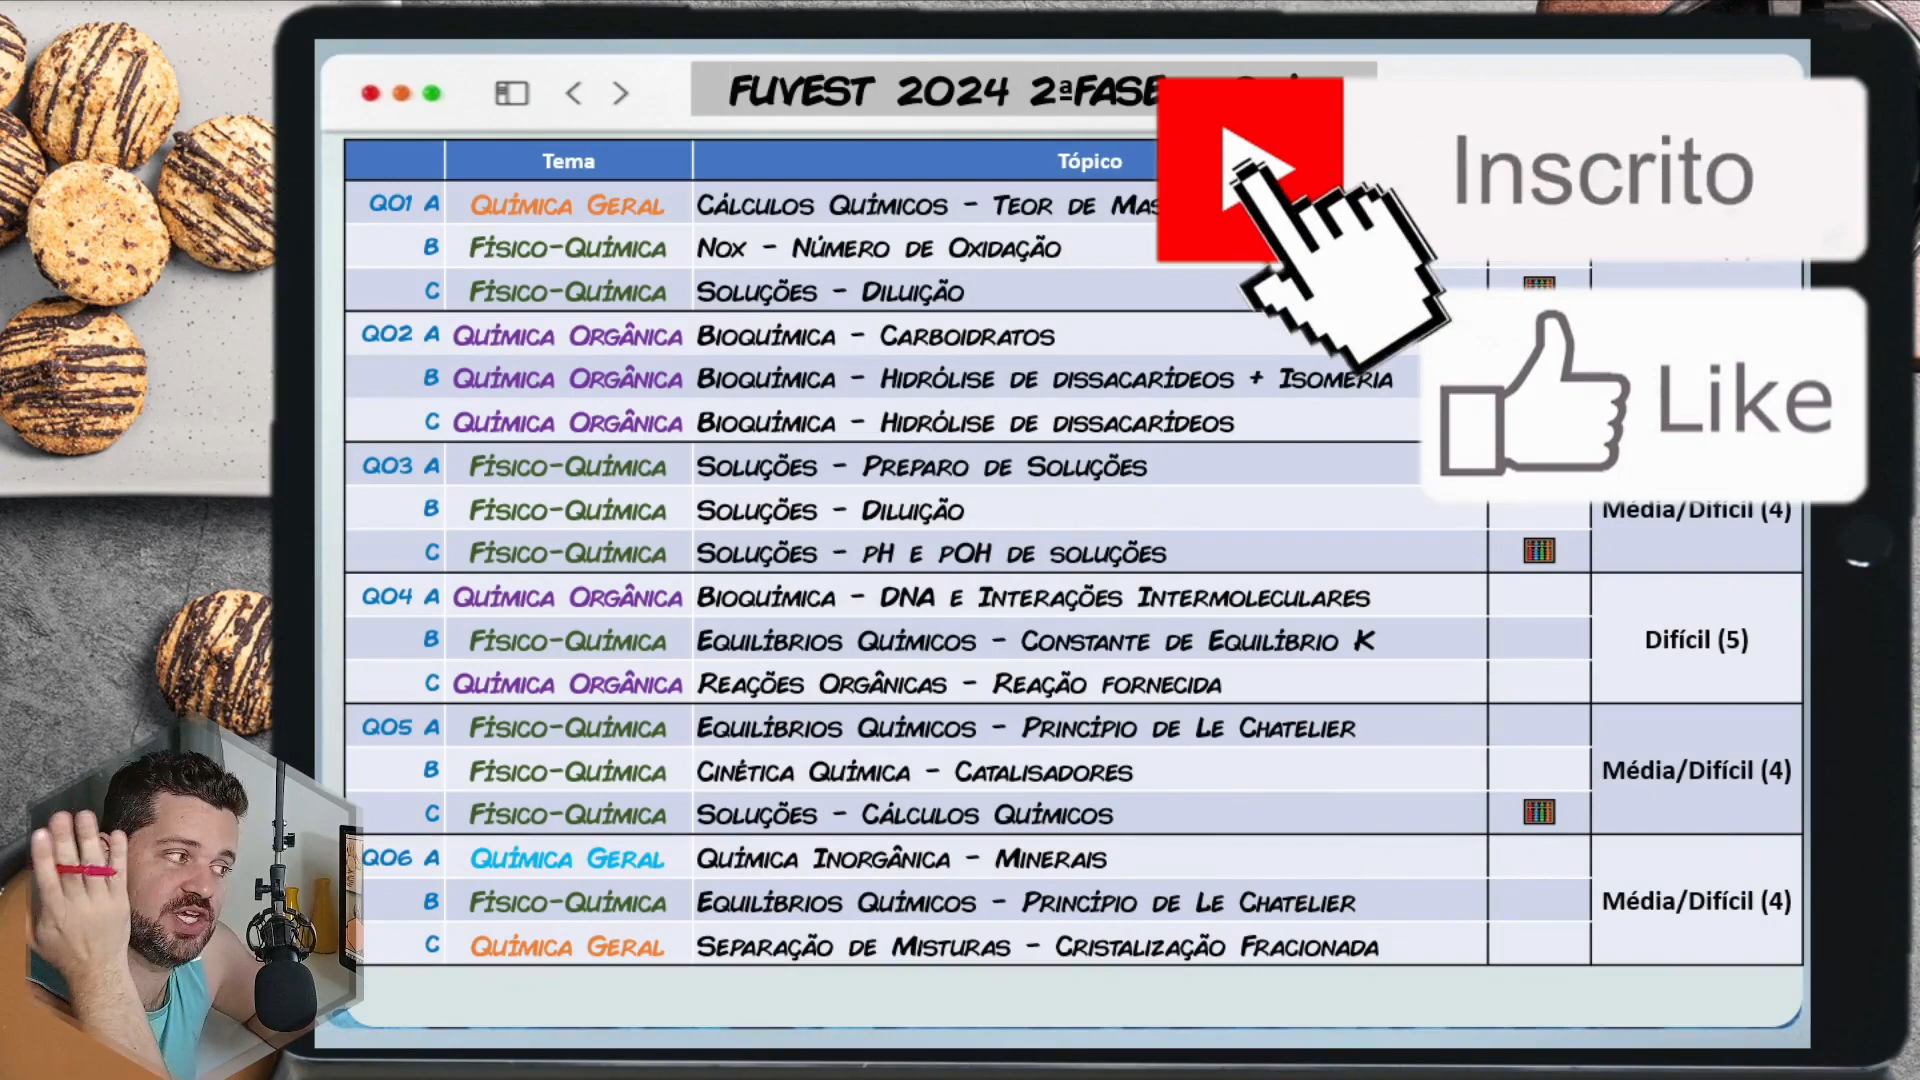 FUVEST 2024 2ªFASE
Inscrito
Like
Tema Tópico
Q01 A QUÍMICA GERAL CÁLCULOS QUÍMICOS - TEOR DE
B FÍSICO-QUÍMICA NOX - NÚMERO DE OXIDAÇÃO
C FÍSICO-QUÍMICA SOLUÇÕES - DILUIÇÃO
Q02 A QUÍMICA ORGÂNICA BIOQUÍMICA - CARBOIDRATOS
B QUÍMICA ORGÂNICA BIOQUÍMICA - HIDRÓLISE DE DISSACARÍDEOS + ISOMERIA
C QUÍMICA ORGÂNICA BIOQUÍMICA - HIDRÓLISE DE DISSACARÍDEOS
Q03 A FÍSICO-QUÍMICA SOLUÇÕES - PREPARO DE SOLUÇÕES
B FÍSICO-QUÍMICA SOLUÇÕES - DILUIÇÃO Média/Difícil (4)
C FÍSICO-QUÍMICA SOLUÇÕES - PH E POH DE SOLUÇÕES
Q04 A QUÍMICA ORGÂNICA BIOQUÍMICA - DNA E INTERAÇÕES INTERMOLECULARES
B FÍSICO-QUÍMICA EQUILÍBRIOS QUÍMICOS - CONSTANTE DE EQUILÍBRIO K Difícil (5)
C QUÍMICA ORGÂNICA REAÇÕES ORGÂNICAS - REAÇÃO FORNECIDA
Q05 A FÍSICO-QUÍMICA EQUILÍBRIOS QUÍMICOS - PRINCÍPIO DE LE CHATELIER
B FÍSICO-QUÍMICA CINÉTICA QUÍMICA - CATALISADORES Média/Difícil (4)
C FÍSICO-QUÍMICA SOLUÇÕES - CÁLCULOS QUÍMICOS
Q06 A QUÍMICA GERAL QUÍMICA INORGÂNICA - MINERAIS
B FÍSICO-QUÍMICA EQUILÍBRIOS QUÍMICOS - PRINCÍPIO DE LE CHATELIER Média/Difícil (4)
C QUÍMICA GERAL SEPARAÇÃO DE MISTURAS - CRISTALIZAÇÃO FRACIONADA